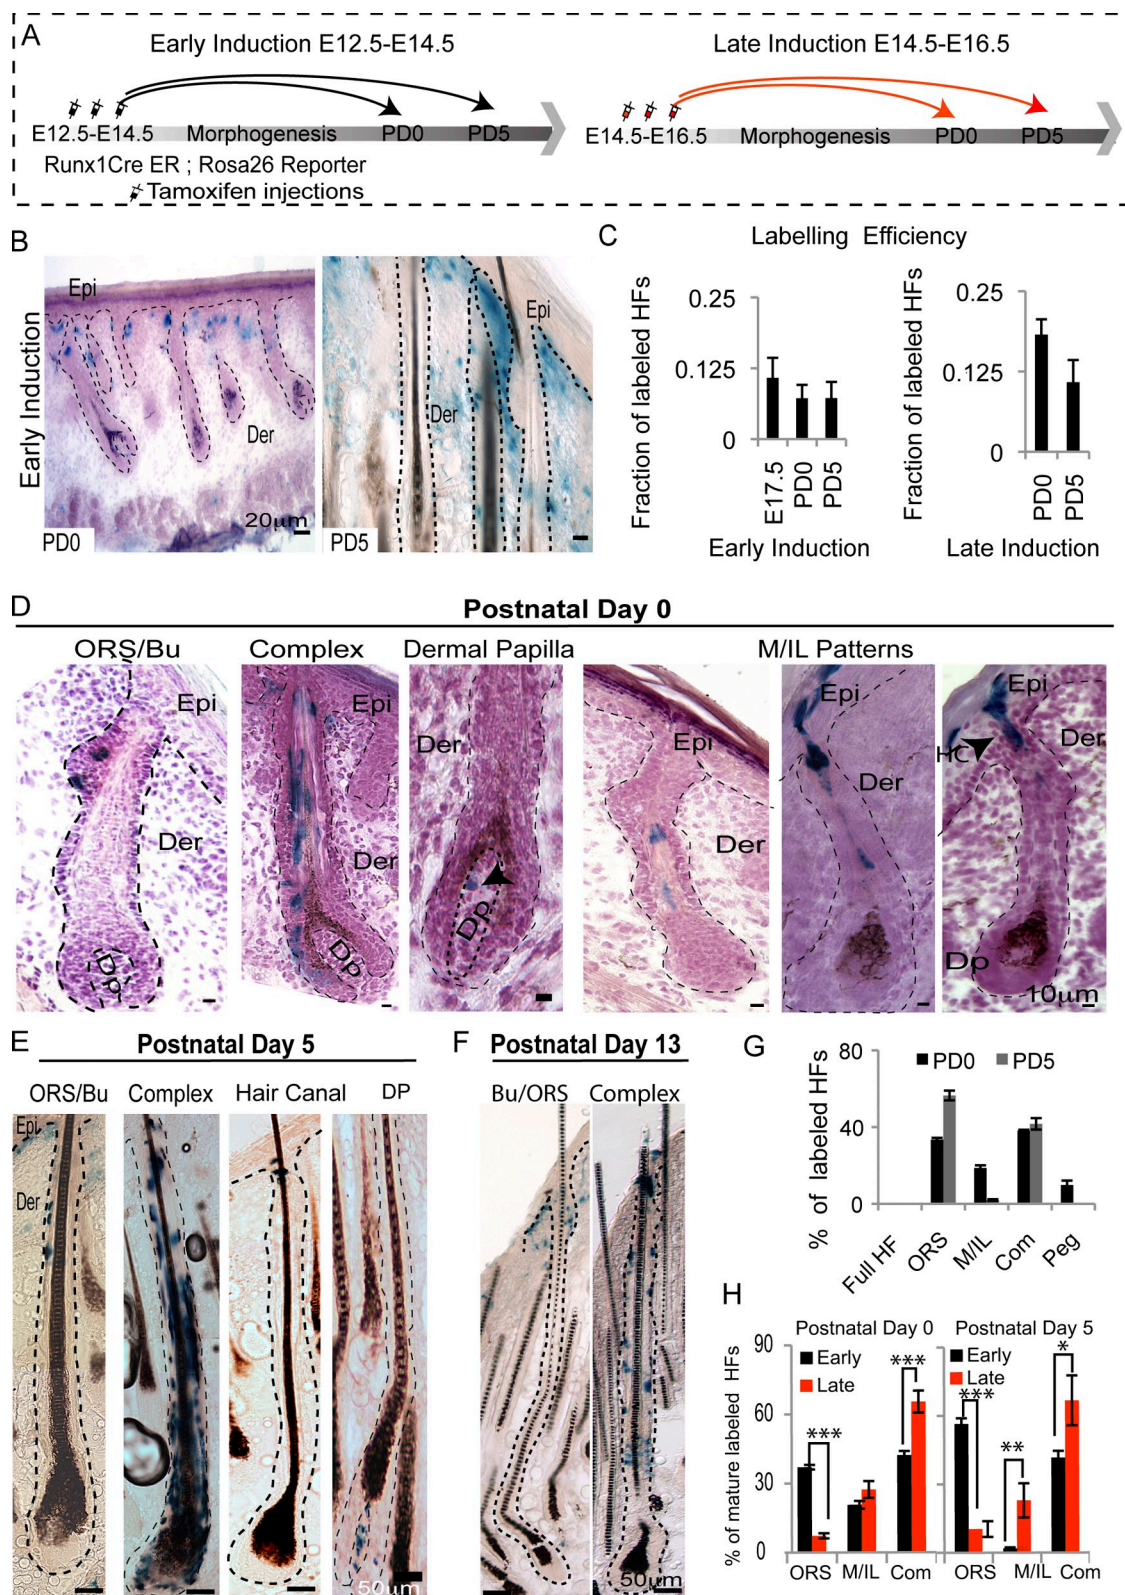 A
Early Induction E12.5-E14.5
Late Induction E14.5-E16.5
E12.5-E14.5 Morphogenesis PD0 PD5
E14.5-E16.5 Morphogenesis PD0 PD5
Runx1Cre ER ; Rosa26 Reporter
Tamoxifen injections
B
Early Induction
Epi
Der
20µm
PD0
Epi
Der
PD5
C
Labelling Efficiency
Fraction of labeled HFs
0.25
0.125
0
E17.5
PD0
PD5
Early Induction
Fraction of labeled HFs
0.25
0.125
0
PD0
PD5
Late Induction
D
Postnatal Day 0
ORS/Bu
Complex
Dermal Papilla
M/IL Patterns
Epi
Der
Dp
Epi
Der
Dp
Der
Dp
Epi
Der
Epi
Der
Epi
HC
Der
Dp
10µm
E
Postnatal Day 5
ORS/Bu
Complex
Hair Canal
DP
Epi
Der
50µm
F
Postnatal Day 13
Bu/ORS
Complex
50µm
G
% of labeled HFs
80
40
0
PD0
PD5
Full HF
ORS
M/IL
Com
Peg
H
% of mature labeled HFs
90
60
30
0
Postnatal Day 0
Early
Late
***
***
ORS
M/IL
Com
Postnatal Day 5
Early
Late
***
**
*
ORS
M/IL
Com